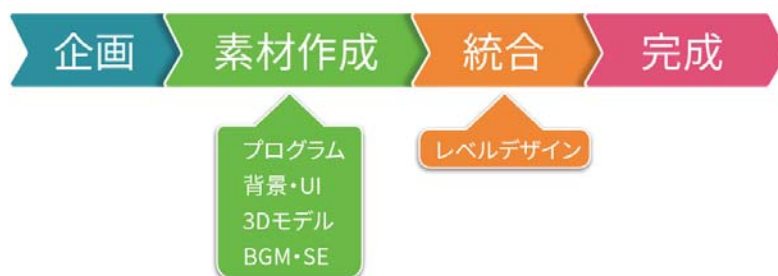 企画
素材作成
統合
完成
プログラム
背景・UI
3Dモデル
BGM・SE
レベルデザイン